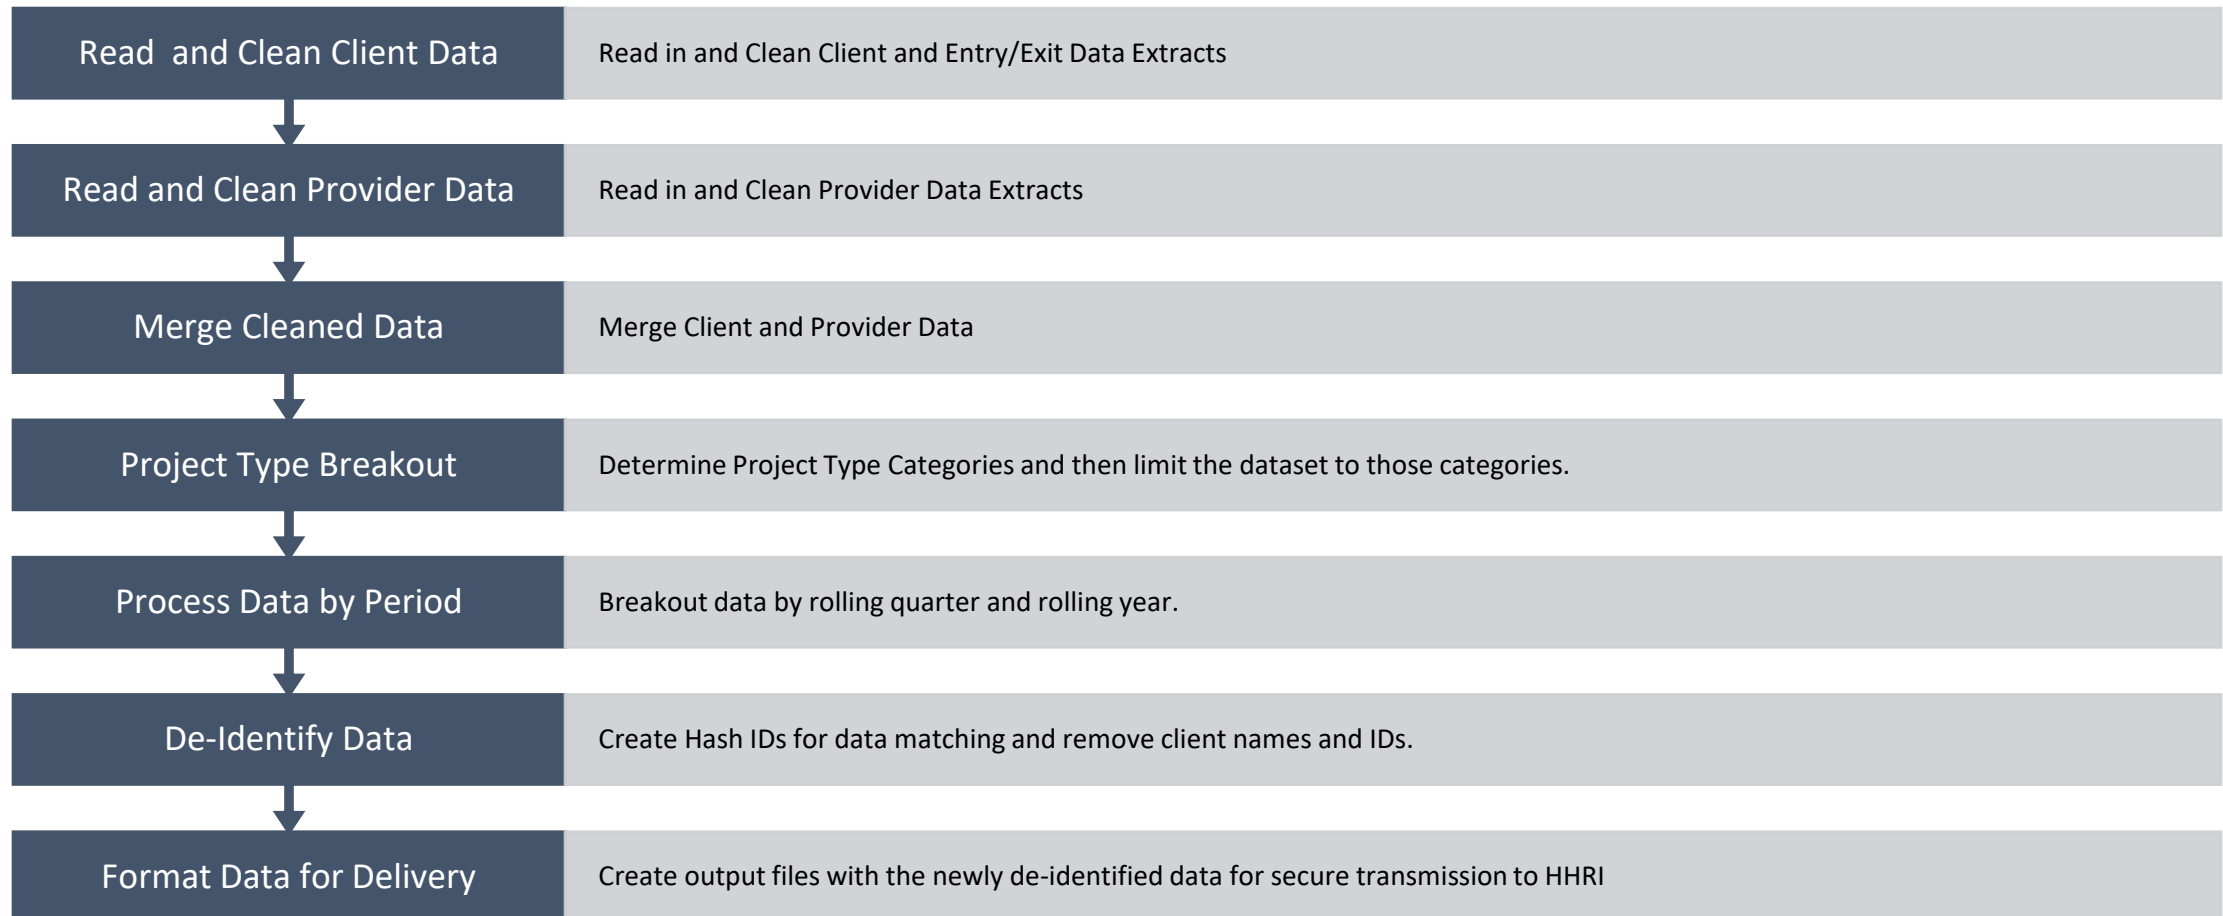 Read  and Clean Client Data
Read in and Clean Client and Entry/Exit Data Extracts
Read and Clean Provider Data
Read in and Clean Provider Data Extracts
Merge Cleaned Data
Merge Client and Provider Data
Project Type Breakout
Determine Project Type Categories and then limit the dataset to those categories.
Process Data by Period
Breakout data by rolling quarter and rolling year.
De-Identify Data
Create Hash IDs for data matching and remove client names and IDs.
Format Data for Delivery
Create output files with the newly de-identified data for secure transmission to HHRI